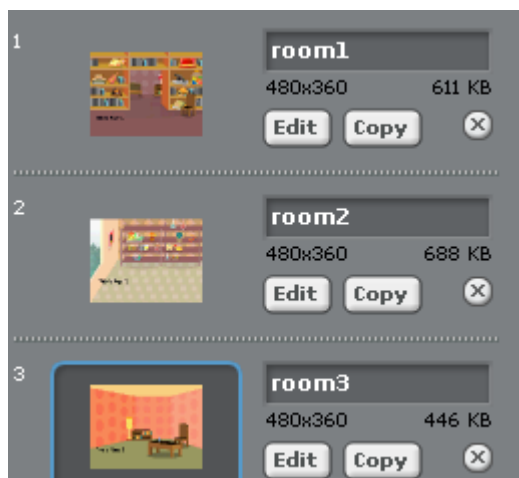 1
room1
480x360 611 KB
Edit Copy
2
room2
480x360 688 KB
Edit Copy
3
room3
480x360 446 KB
Edit Copy